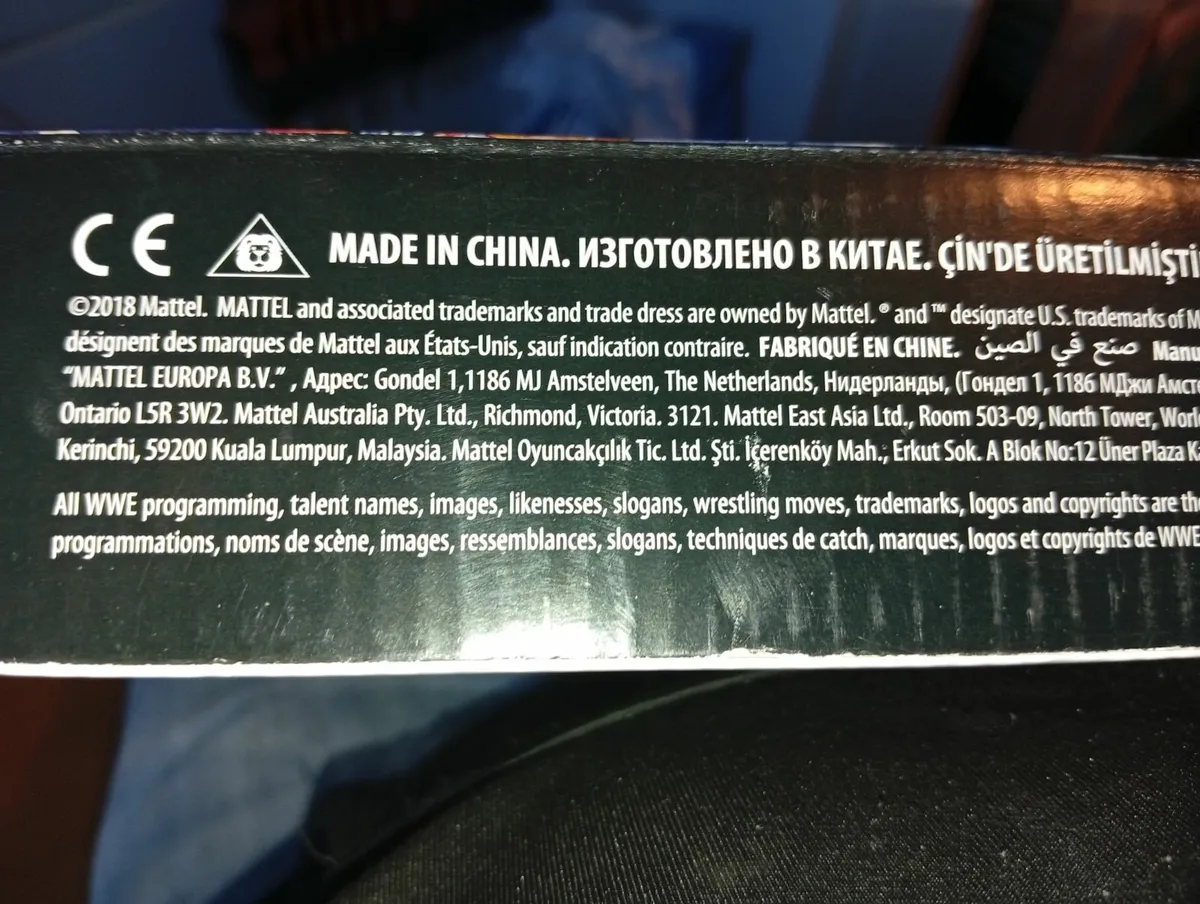 CE MADE IN CHINA. ИЗГОТОВЛЕНО В КИТАЕ. ÇİN'DE ÜRETİLMİŞTİ
©2018 Mattel. MATTEL and associated trademarks and trade dress are owned by Mattel. ® and ™ designate U.S. trademarks of M
désignent des marques de Mattel aux États-Unis, sauf indication contraire. FABRIQUÉ EN CHINE. صنع في الصين Manu
“MATTEL EUROPA B.V.” , Адрес: Gondel 1,1186 MJ Amstelveen, The Netherlands, Нидерланды, (Гондел 1, 1186 МДжи Амст
Ontario L5R 3W2. Mattel Australia Pty. Ltd., Richmond, Victoria. 3121. Mattel East Asia Ltd., Room 503-09, North Tower, Worl
Kerinchi, 59200 Kuala Lumpur, Malaysia. Mattel Oyuncakçılık Tic. Ltd. Şti. İçerenköy Mah., Erkut Sok. A Blok No:12 Üner Plaza Ka
All WWE programming, talent names, images, likenesses, slogans, wrestling moves, trademarks, logos and copyrights are the
programmations, noms de scène, images, ressemblances, slogans, techniques de catch, marques, logos et copyrights de WWE